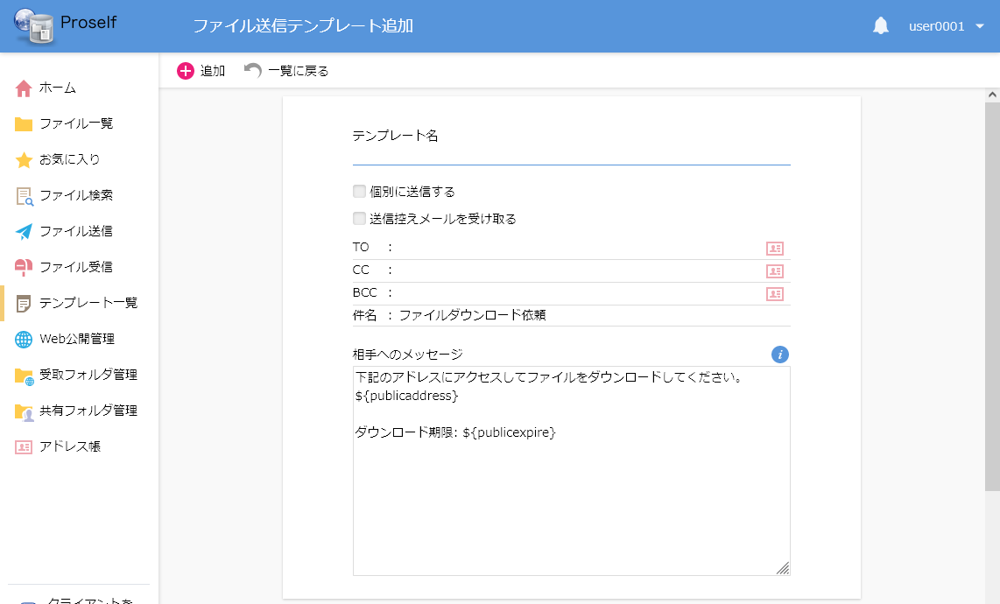 Proself
ファイル送信テンプレート追加
user0001
追加
一覧に戻る
ホーム
ファイル一覧
お気に入り
ファイル検索
ファイル送信
ファイル受信
テンプレート一覧
Web公開管理
受取フォルダ管理
共有フォルダ管理
アドレス帳
クライアントを
テンプレート名
個別に送信する
送信控えメールを受け取る
TO :
CC :
BCC :
件名 : ファイルダウンロード依頼
相手へのメッセージ
下記のアドレスにアクセスしてファイルをダウンロードしてください。
${publicaddress}
ダウンロード期限: ${publicexpire}